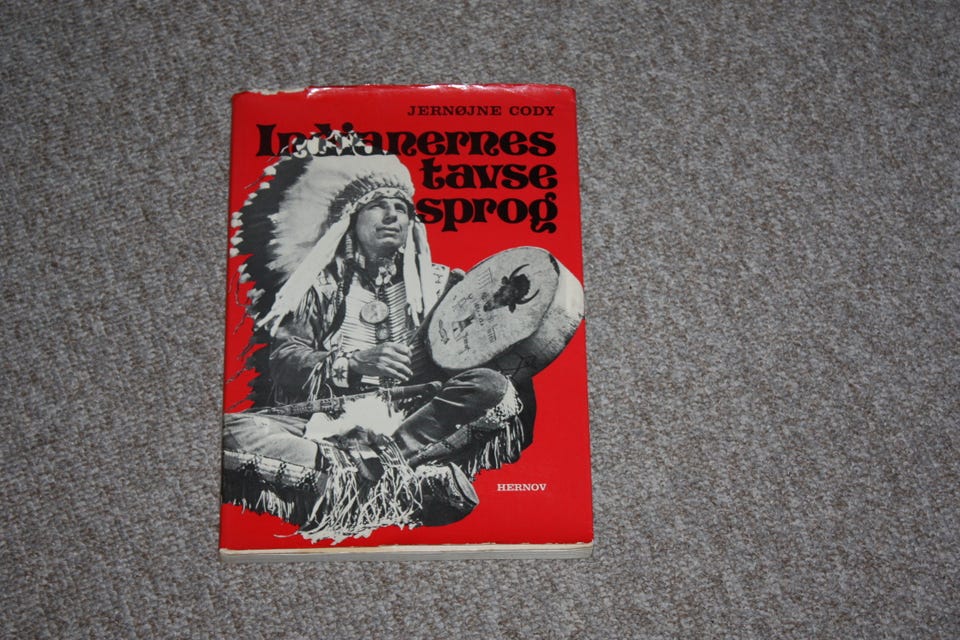 JERNØJNE CODY
Indianernes
tavse
sprog
HERNOV